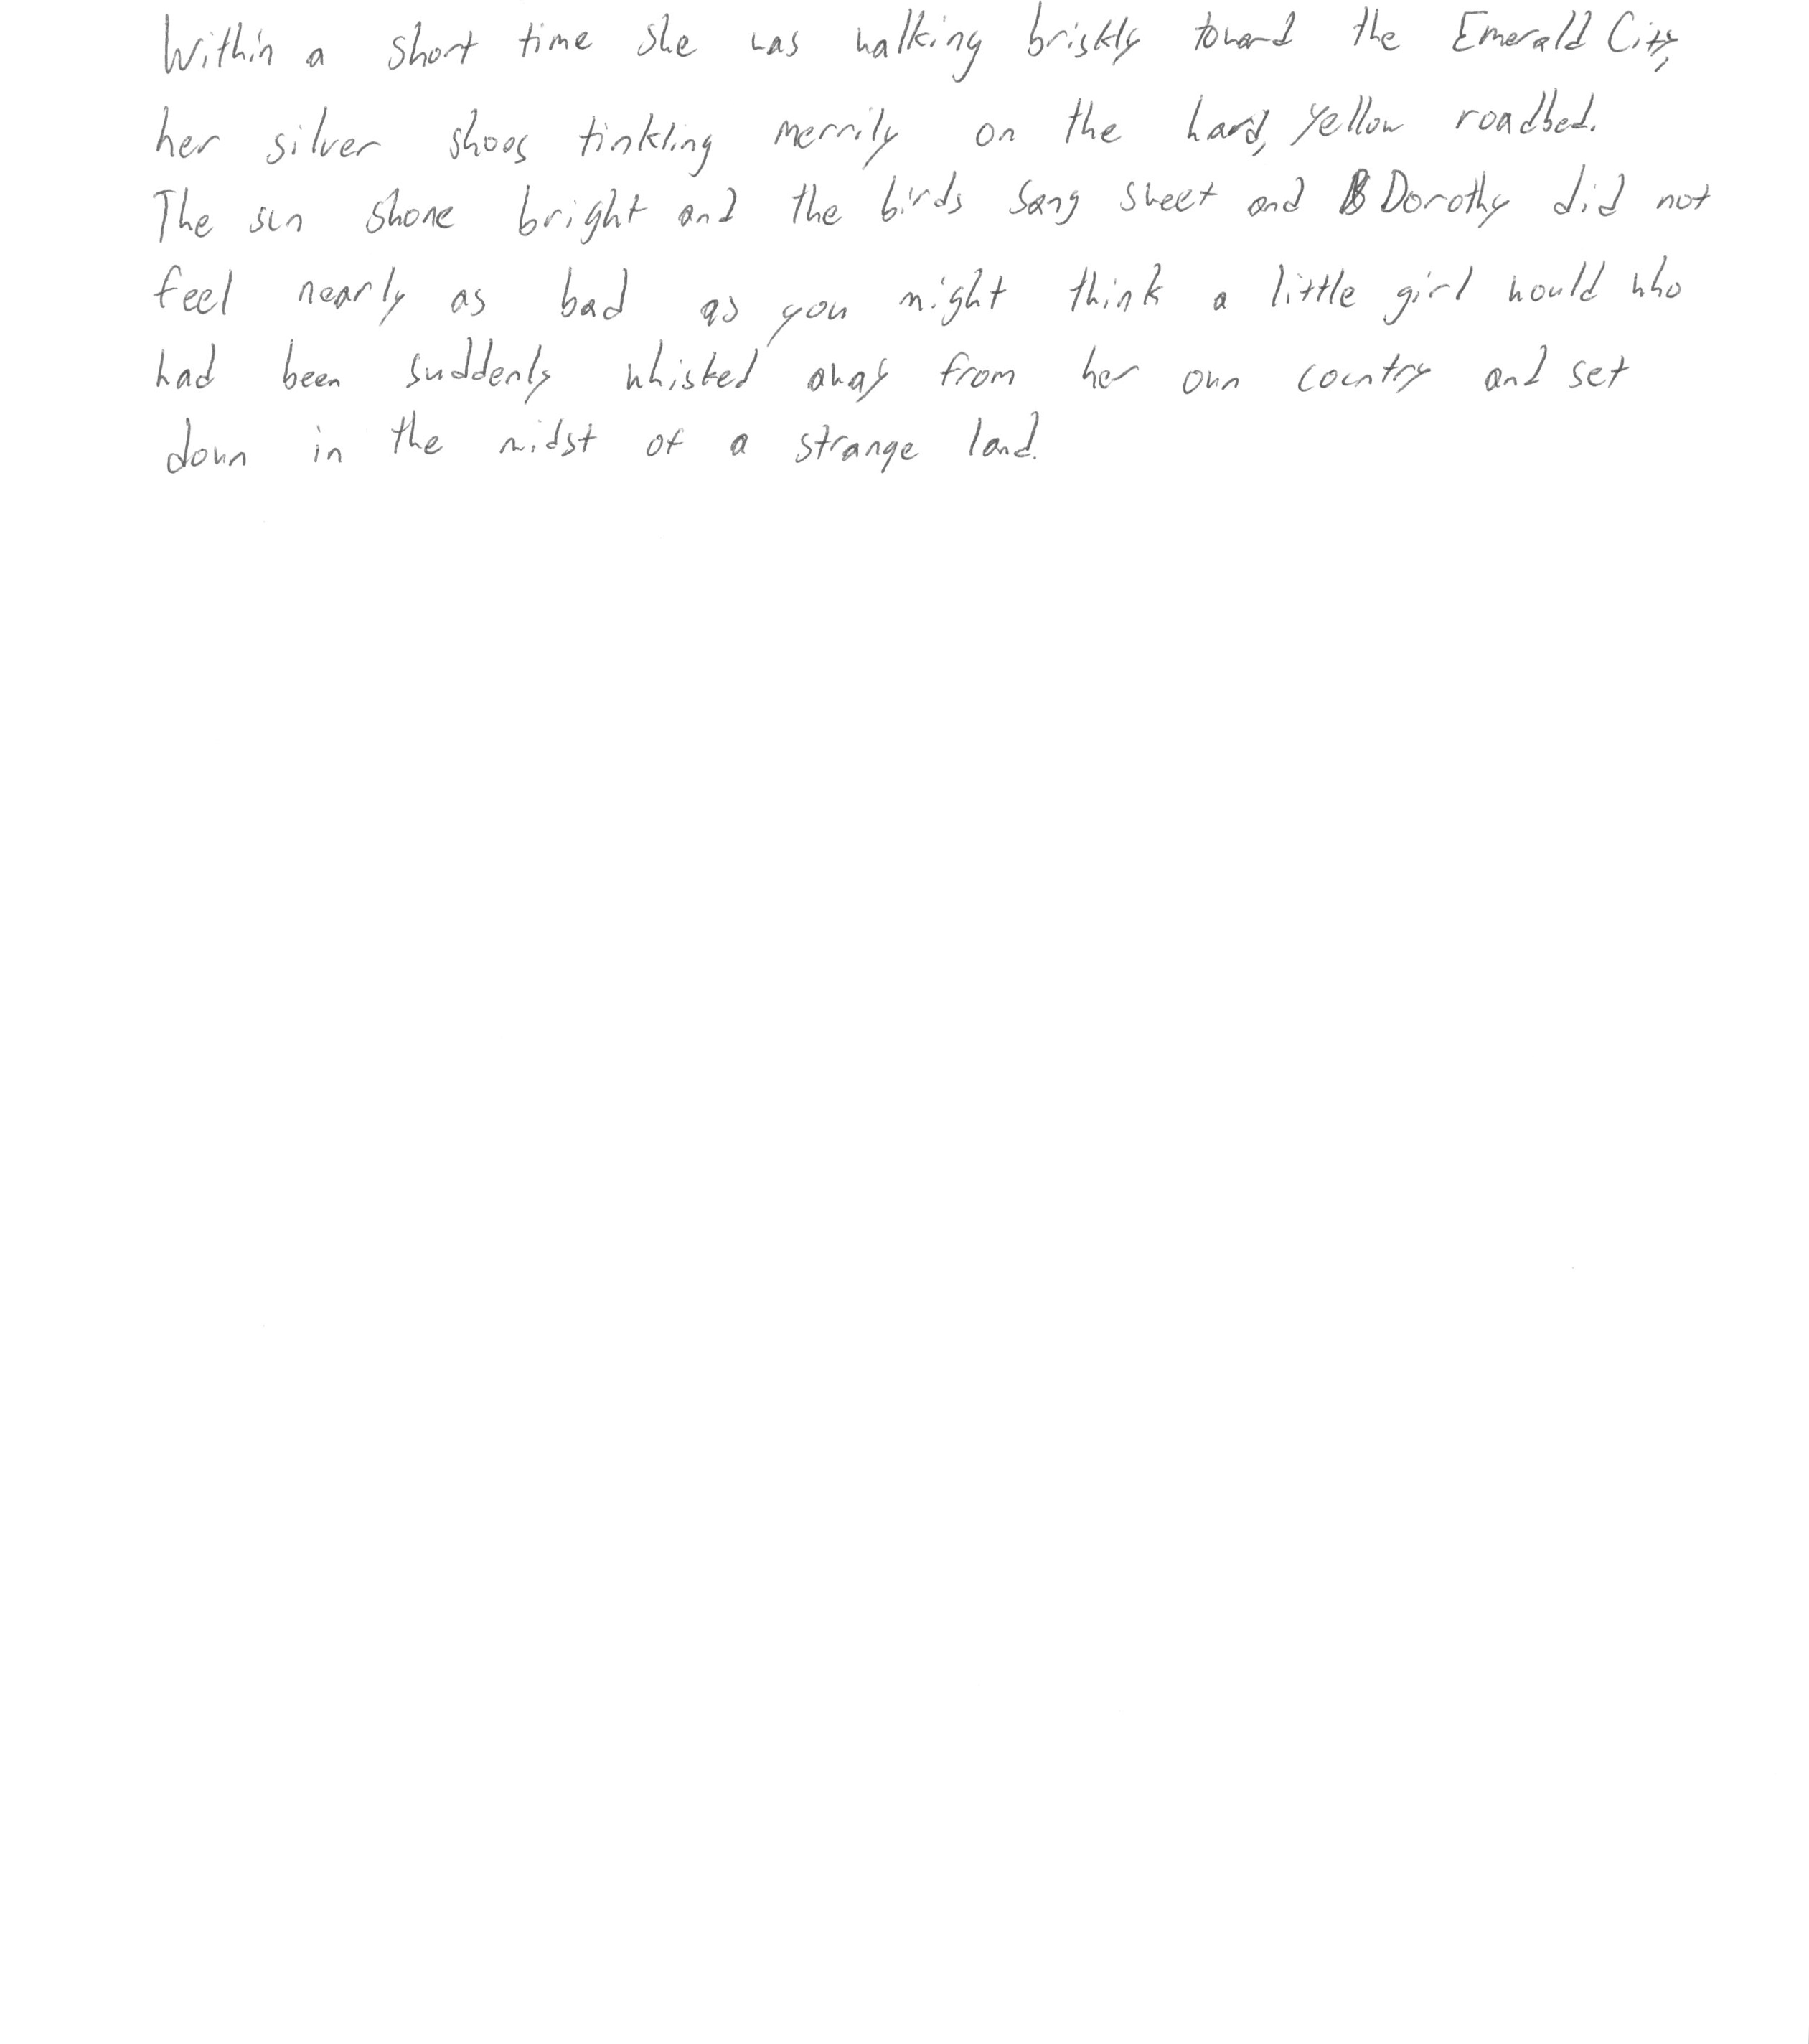 Within a short time she was walking briskly toward the Emerald City,
her silver shoes tinkling merrily on the hard, yellow roadbed.
The sun shone bright and the birds sang sweet and Dorothy did not
feel nearly as bad as you might think a little girl would who
had been suddenly whisked away from her own country and set
down in the midst of a strange land.